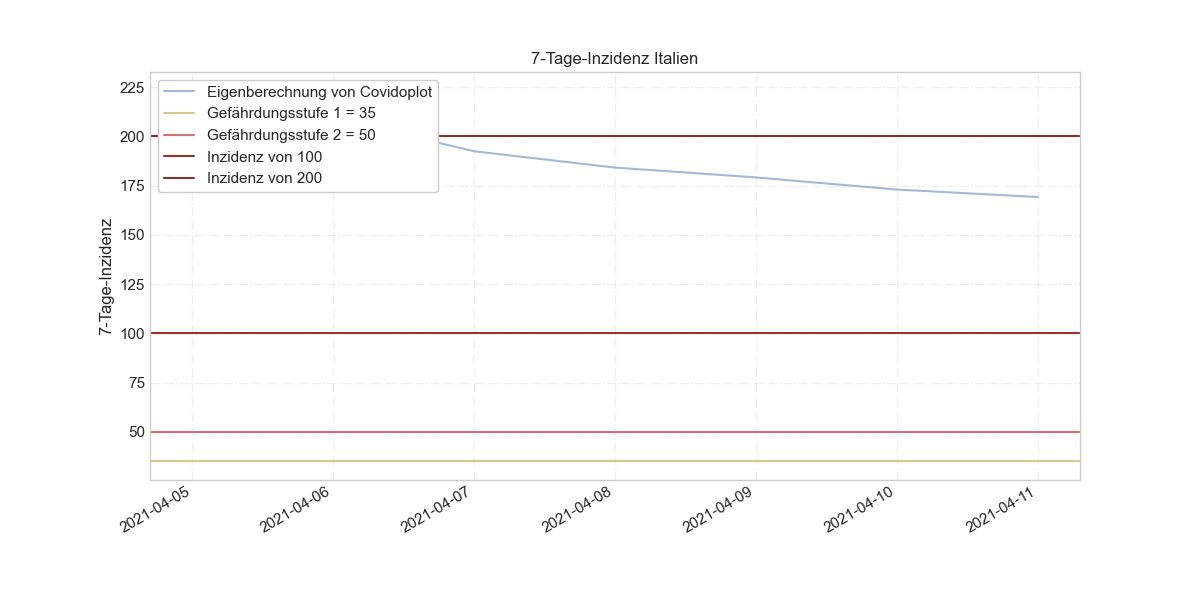 7-Tage-Inzidenz Italien
Eigenberechnung von Covidoplot
Gefährdungsstufe 1 = 35
Gefährdungsstufe 2 = 50
Inzidenz von 100
Inzidenz von 200
7-Tage-Inzidenz
225
200
175
150
125
100
75
50
2021-04-05
2021-04-06
2021-04-07
2021-04-08
2021-04-09
2021-04-10
2021-04-11